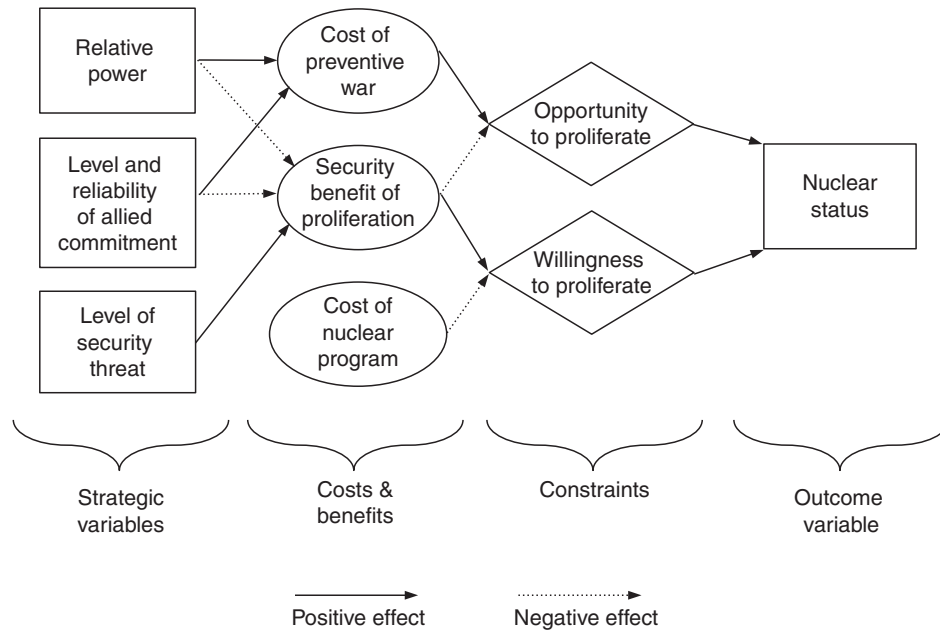 Relative
power
Level and
reliability
of allied
commitment
Level of
security
threat
Cost of
preventive
war
Security
benefit of
proliferation
Cost of
nuclear
program
Opportunity
to proliferate
Willingness
to proliferate
Nuclear
status
Strategic
variables
Costs &
benefits
Constraints
Outcome
variable
Positive effect
Negative effect